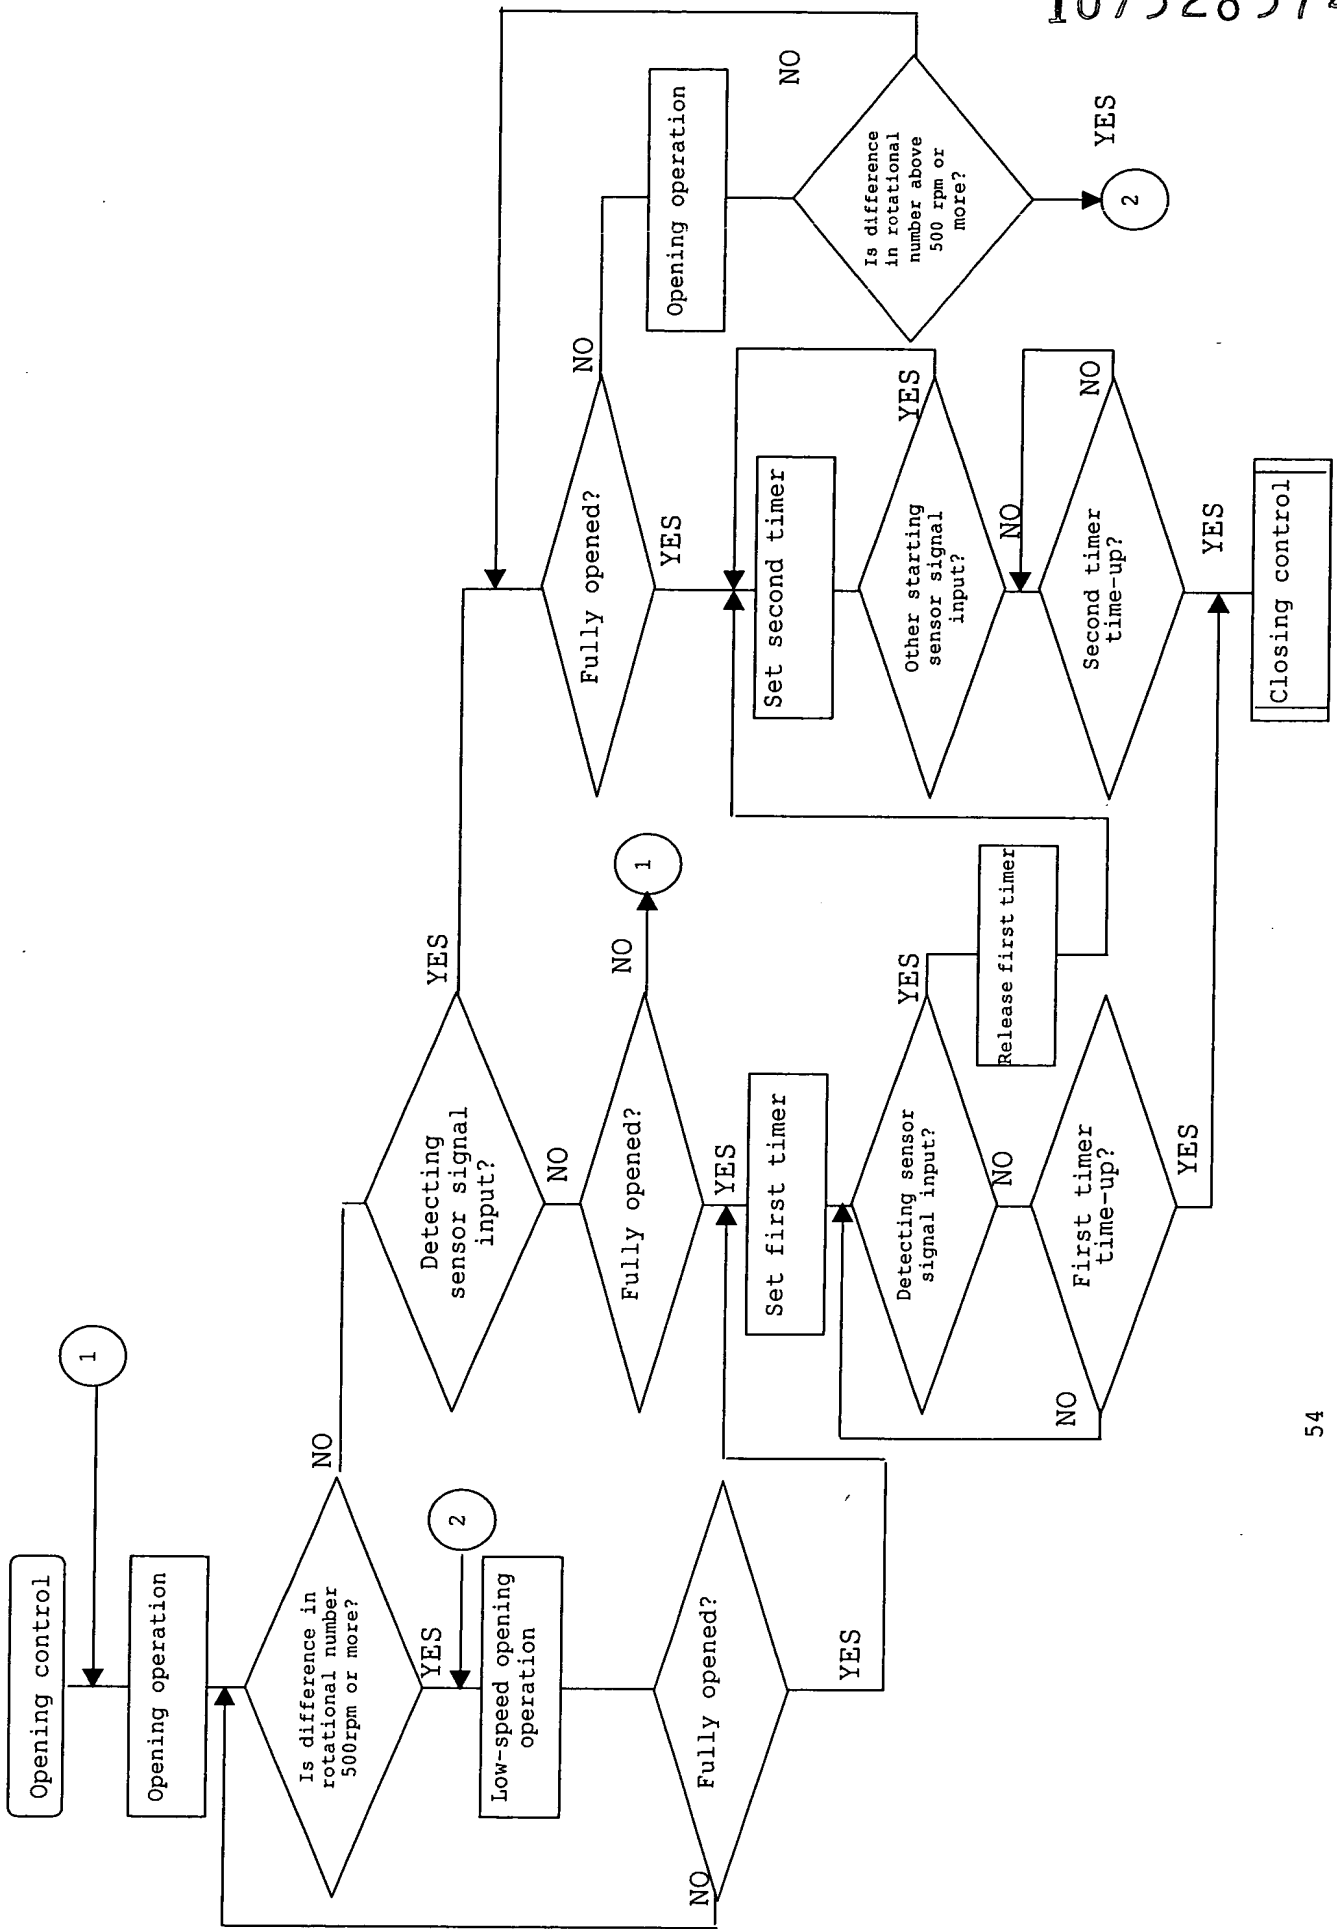 Opening control
1
Opening operation
Is difference in
rotational number
500rpm or more?
NO
YES
2
Low-speed opening
operation
Fully opened?
NO
YES
Detecting
sensor signal
input?
YES
NO
Fully opened?
NO
1
YES
Set first timer
Detecting sensor
signal input?
YES
Release first timer
NO
First timer
time-up?
NO
YES
Fully opened?
NO
YES
Opening operation
NO
Is difference
in rotational
number above
500 rpm or
more?
YES
2
Set second timer
Other starting
sensor signal
input?
YES
NO
Second timer
time-up?
NO
YES
Closing control
54